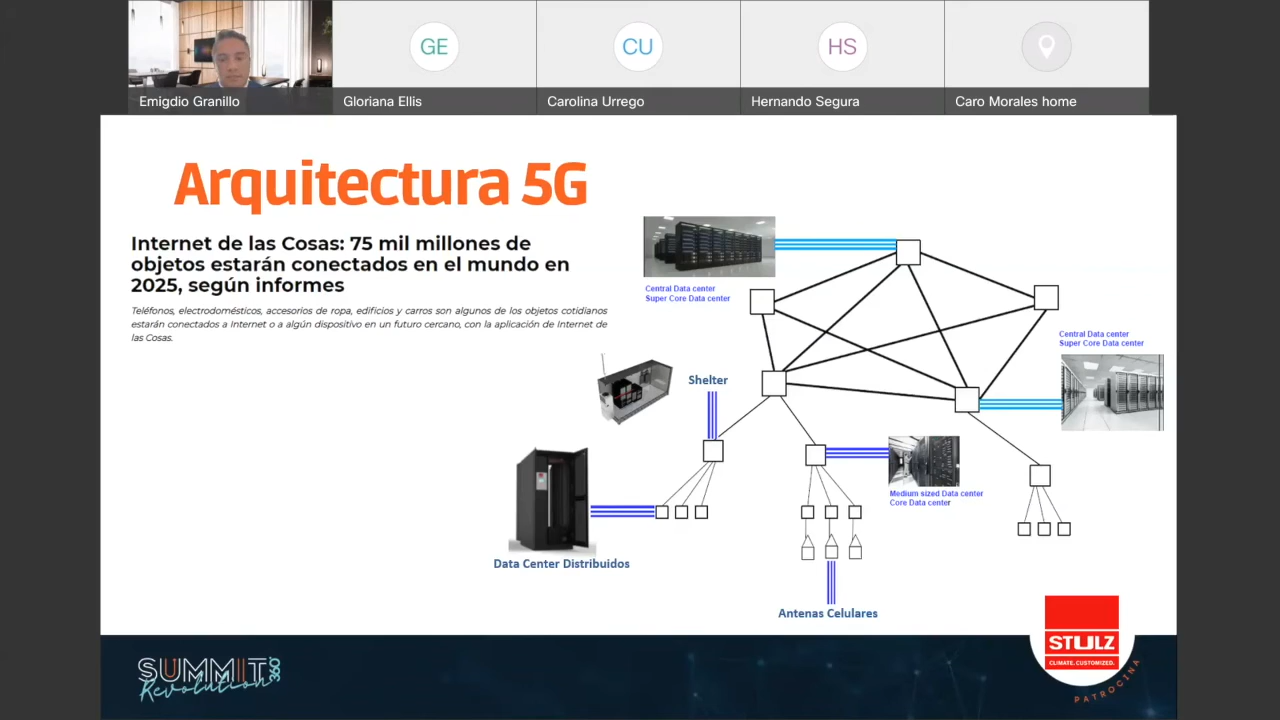 GE
CU
HS
Emigdio Granillo
Gloriana Ellis
Carolina Urrego
Hernando Segura
Caro Morales home
Arquitectura 5G
Internet de las Cosas: 75 mil millones de
objetos estarán conectados en el mundo en
2025, según informes
Teléfonos, electrodomésticos, accesorios de ropa, edificios y carros son algunos de los objetos cotidianos
estarán conectados a Internet o a algún dispositivo en un futuro cercano, con la aplicación de Internet de
las Cosas.
Central Data center
Super Core Data center
Central Data center
Super Core Data center
Shelter
Medium sized Data center
Core Data center
Data Center Distribuidos
Antenas Celulares
SUMMIT 360
Revolution
STULZ
CLIMATE. CUSTOMIZED.
PATROCINA